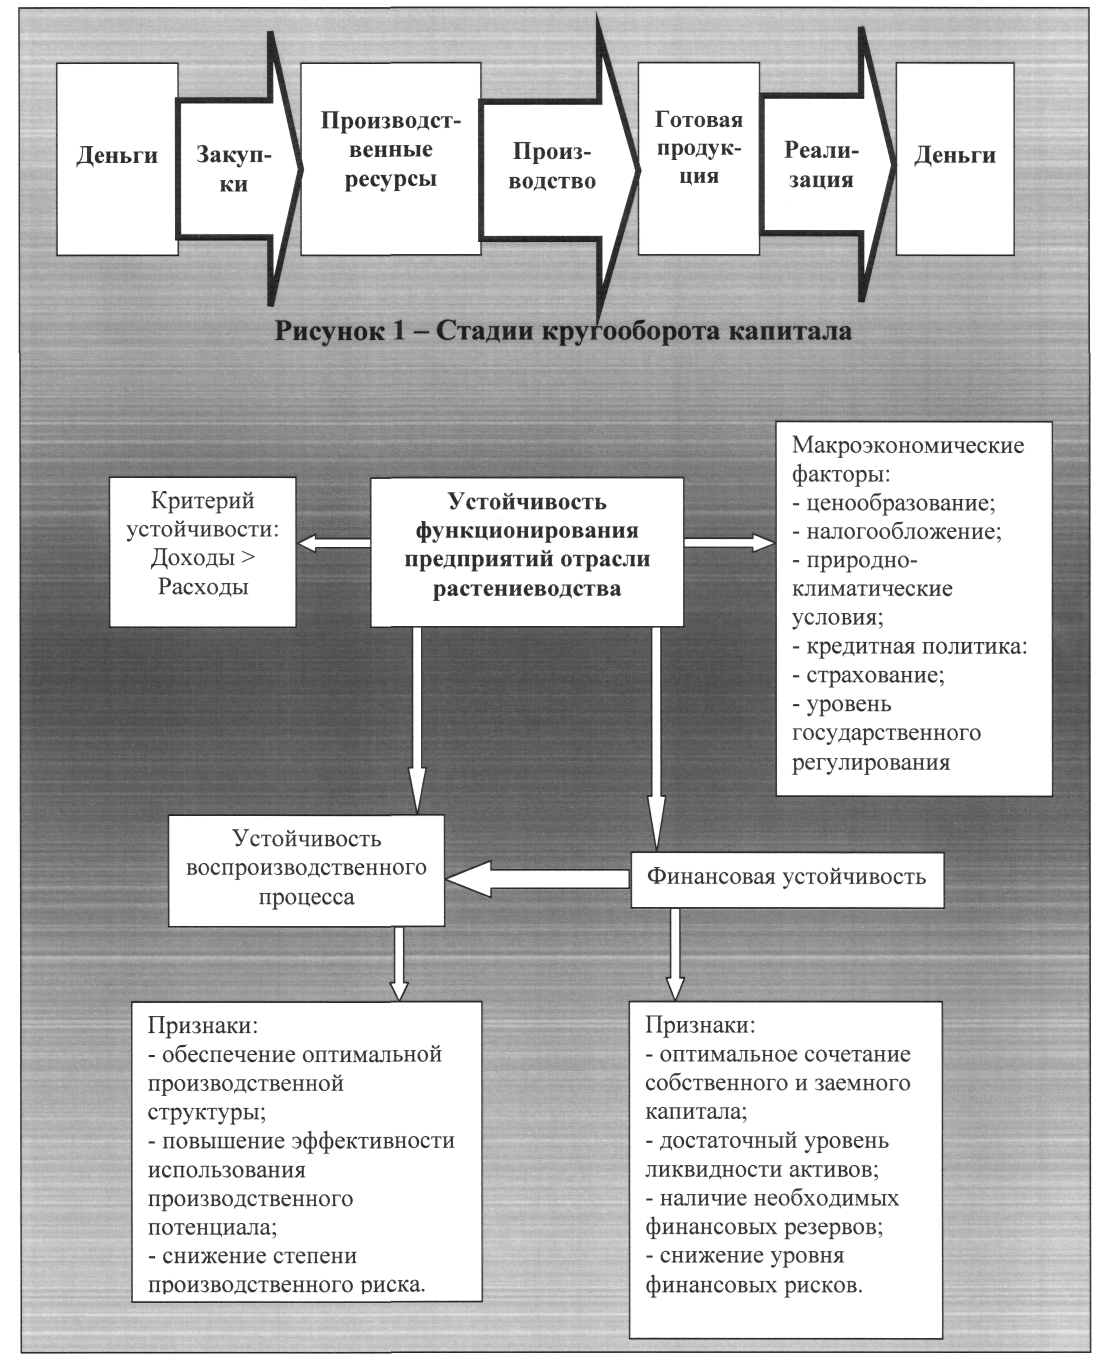 Деньги
Закуп-
ки
Производст-
венные
ресурсы
Произ-
водство
Готовая
продук-
ция
Реали-
зация
Деньги
Рисунок 1 – Стадии кругооборота капитала
Критерий
устойчивости:
Доходы >
Расходы
Устойчивость
функционирования
предприятий отрасли
растениеводства
Макроэкономические
факторы:
- ценообразование;
- налогообложение;
- природно-
климатические
условия;
- кредитная политика:
- страхование;
- уровень
государственного
регулирования
Устойчивость
воспроизводственного
процесса
Финансовая устойчивость
Признаки:
- обеспечение оптимальной
производственной
структуры;
- повышение эффективности
использования
производственного
потенциала;
- снижение степени
производственного риска.
Признаки:
- оптимальное сочетание
собственного и заемного
капитала;
- достаточный уровень
ликвидности активов;
- наличие необходимых
финансовых резервов;
- снижение уровня
финансовых рисков.